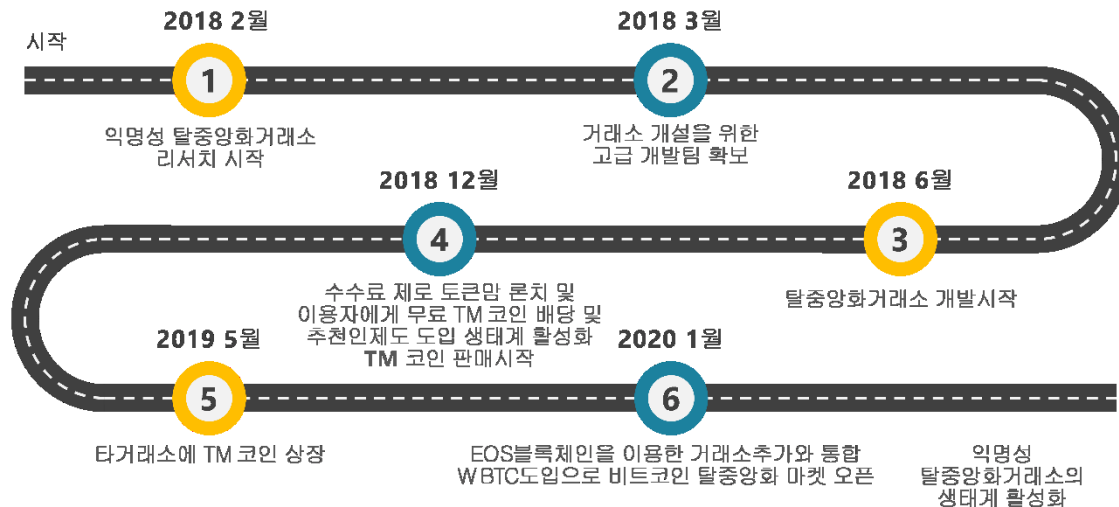 시작
2018 2월
1
익명성 탈중앙화거래소
리서치 시작
2018 3월
2
거래소 개설을 위한
고급 개발팀 확보
2018 6월
3
탈중앙화거래소 개발시작
2018 12월
4
수수료 제로 토큰맘 론치 및
이용자에게 무료 TM 코인 배당 및
추천인제도 도입 생태계 활성화
TM 코인 판매시작
2019 5월
5
타거래소에 TM 코인 상장
2020 1월
6
EOS블록체인을 이용한 거래소추가와 통합
WBTC도입으로 비트코인 탈중앙화 마켓 오픈
익명성
탈중앙화거래소의
생태계 활성화